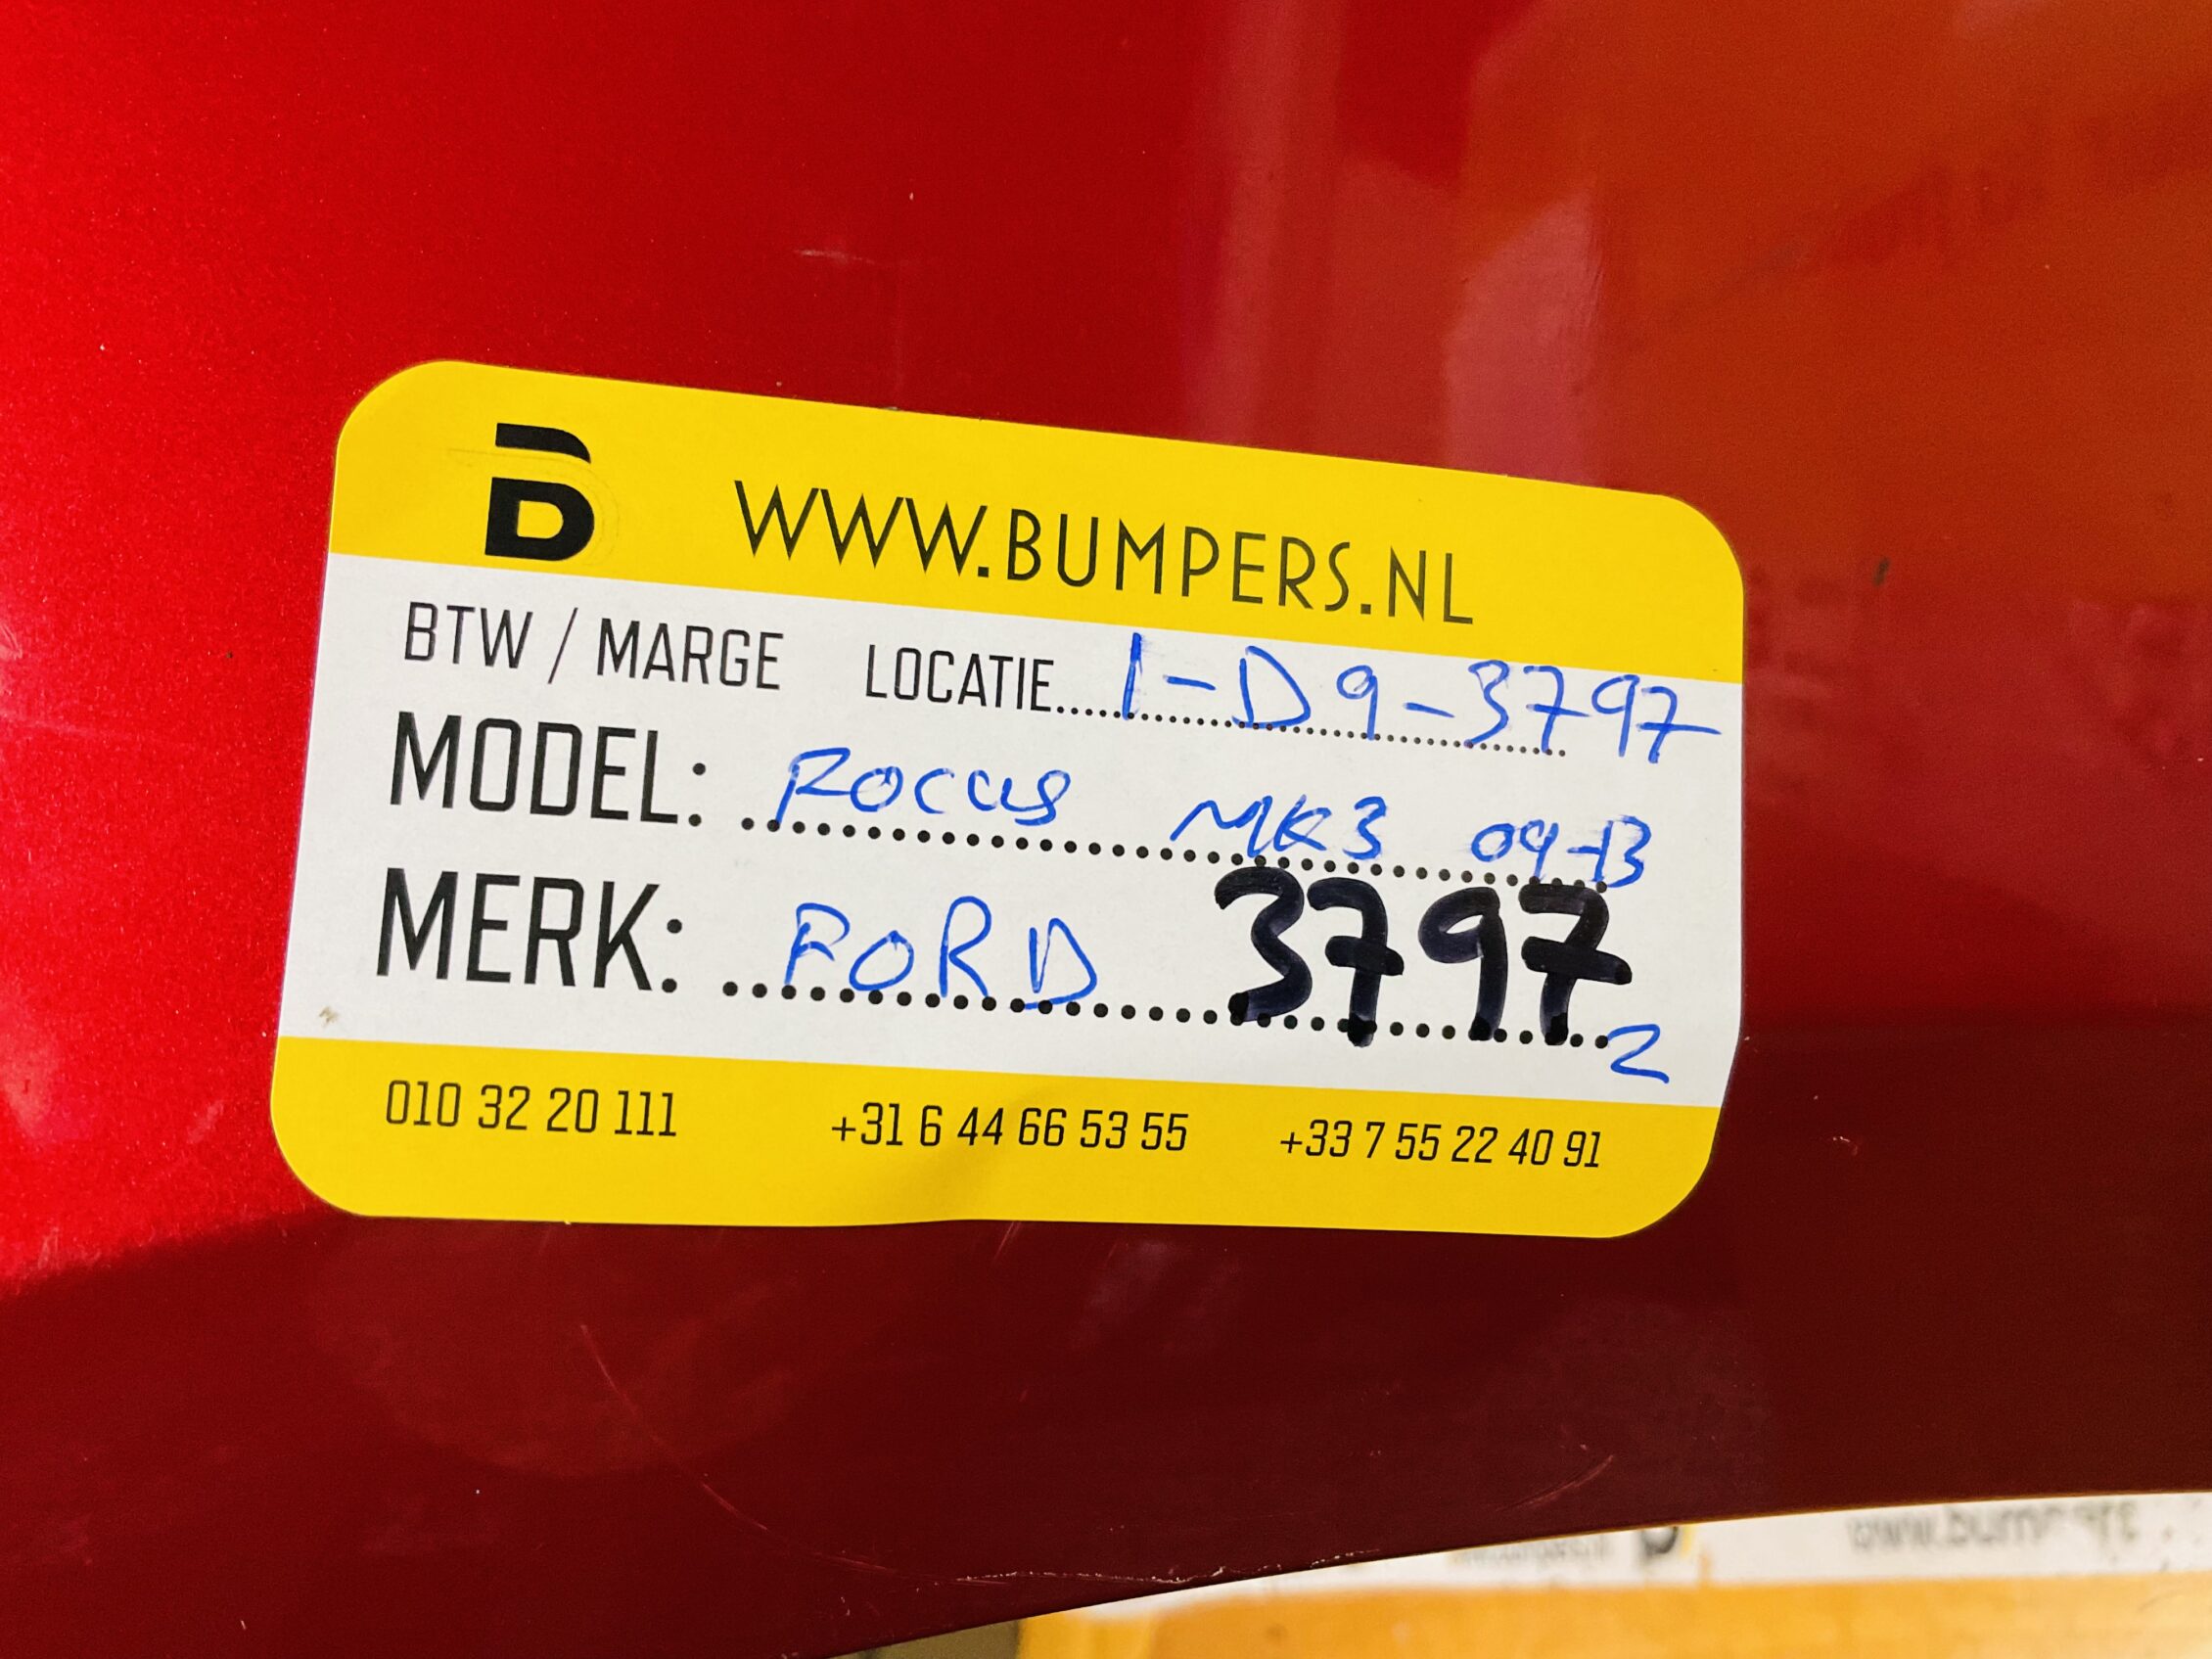 B WWW.BUMPERS.NL
BTW / MARGE LOCATIE 1-D9-3797
MODEL: FOCUS MK3 09-13
MERK: FORD 3797
2
010 32 20 111 +31 6 44 66 53 55 +33 7 55 22 40 91